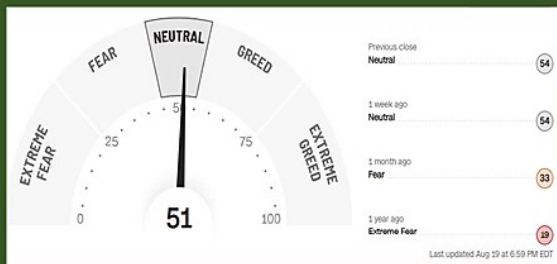 EXTREME FEAR
FEAR
NEUTRAL
GREED
EXTREME GREED
0
25
50
75
100
51
Previous close
Neutral
54
1 week ago
Neutral
54
1 month ago
Fear
33
1 year ago
Extreme Fear
19
Last updated Aug 19 at 6:59 PM EDT